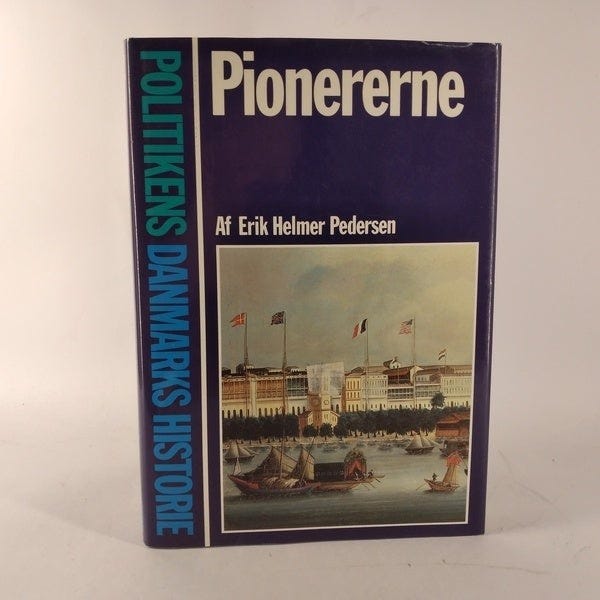 Pionererne
Af Erik Helmer Pedersen
POLITIKENS DANMARKS HISTORIE